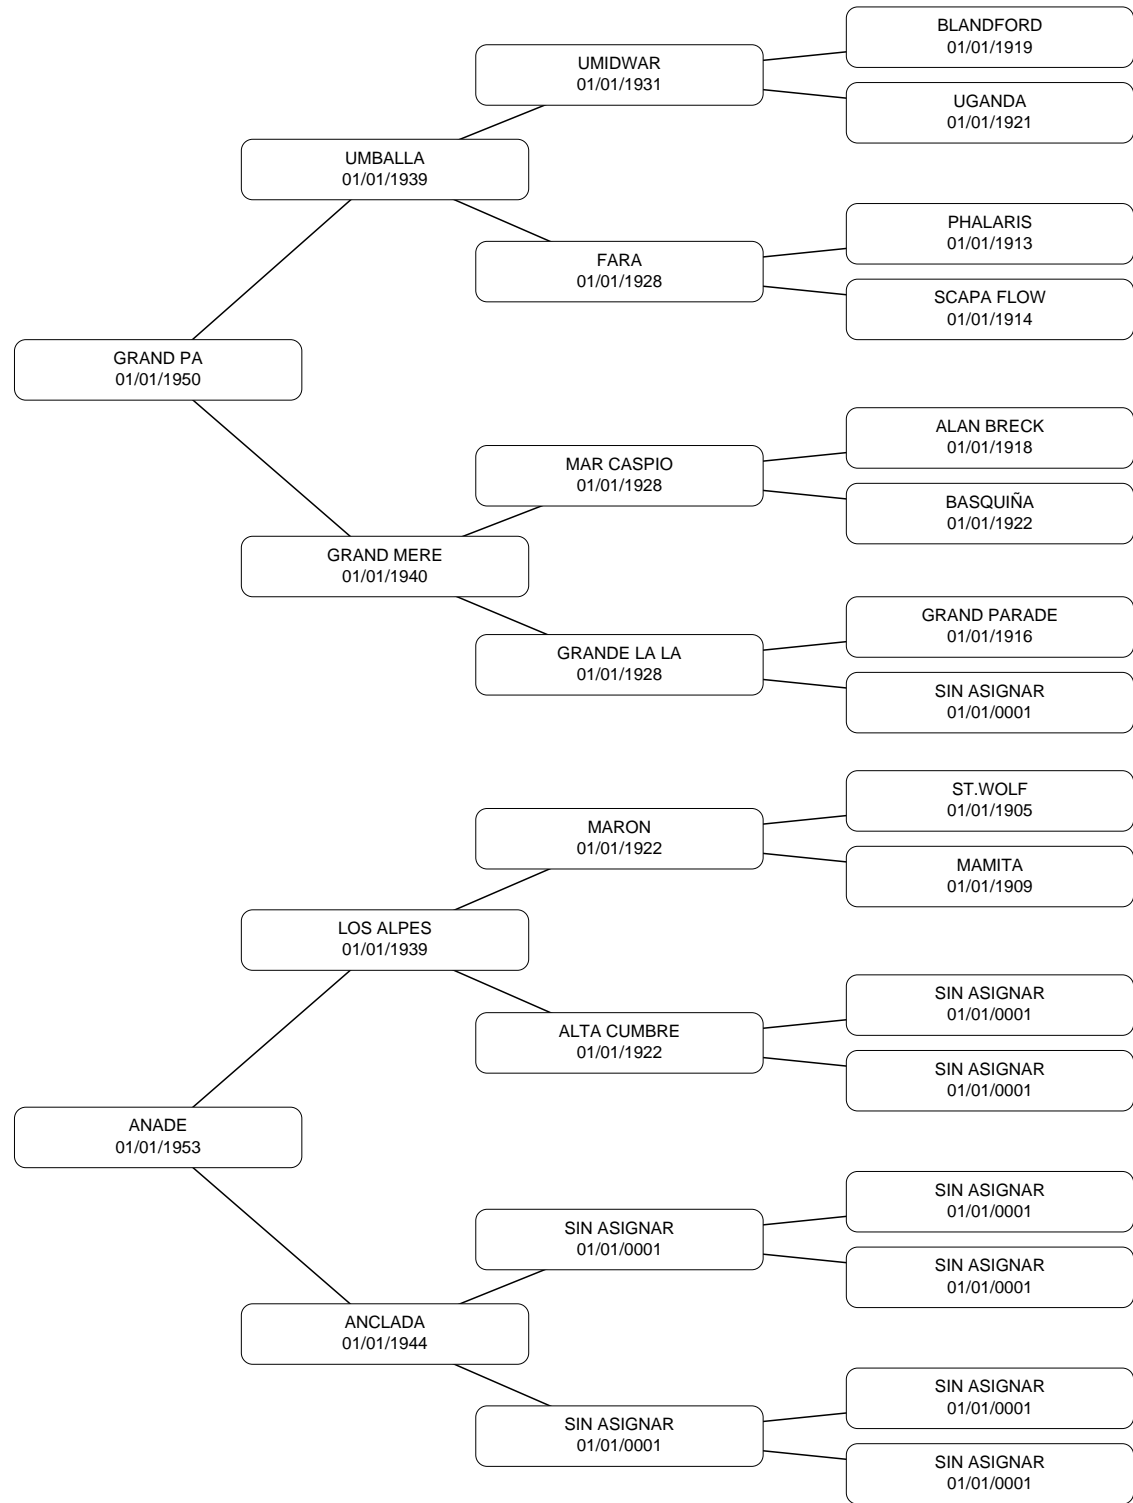 BLANDFORD
01/01/1919
UMIDWAR
01/01/1931
UGANDA
01/01/1921
UMBALLA
01/01/1939
PHALARIS
01/01/1913
FARA
01/01/1928
SCAPA FLOW
01/01/1914
GRAND PA
01/01/1950
ALAN BRECK
01/01/1918
MAR CASPIO
01/01/1928
BASQUIÑA
01/01/1922
GRAND MERE
01/01/1940
GRAND PARADE
01/01/1916
GRANDE LA LA
01/01/1928
SIN ASIGNAR
01/01/0001
ST.WOLF
01/01/1905
MARON
01/01/1922
MAMITA
01/01/1909
LOS ALPES
01/01/1939
SIN ASIGNAR
01/01/0001
ALTA CUMBRE
01/01/1922
SIN ASIGNAR
01/01/0001
ANADE
01/01/1953
SIN ASIGNAR
01/01/0001
SIN ASIGNAR
01/01/0001
SIN ASIGNAR
01/01/0001
ANCLADA
01/01/1944
SIN ASIGNAR
01/01/0001
SIN ASIGNAR
01/01/0001
SIN ASIGNAR
01/01/0001